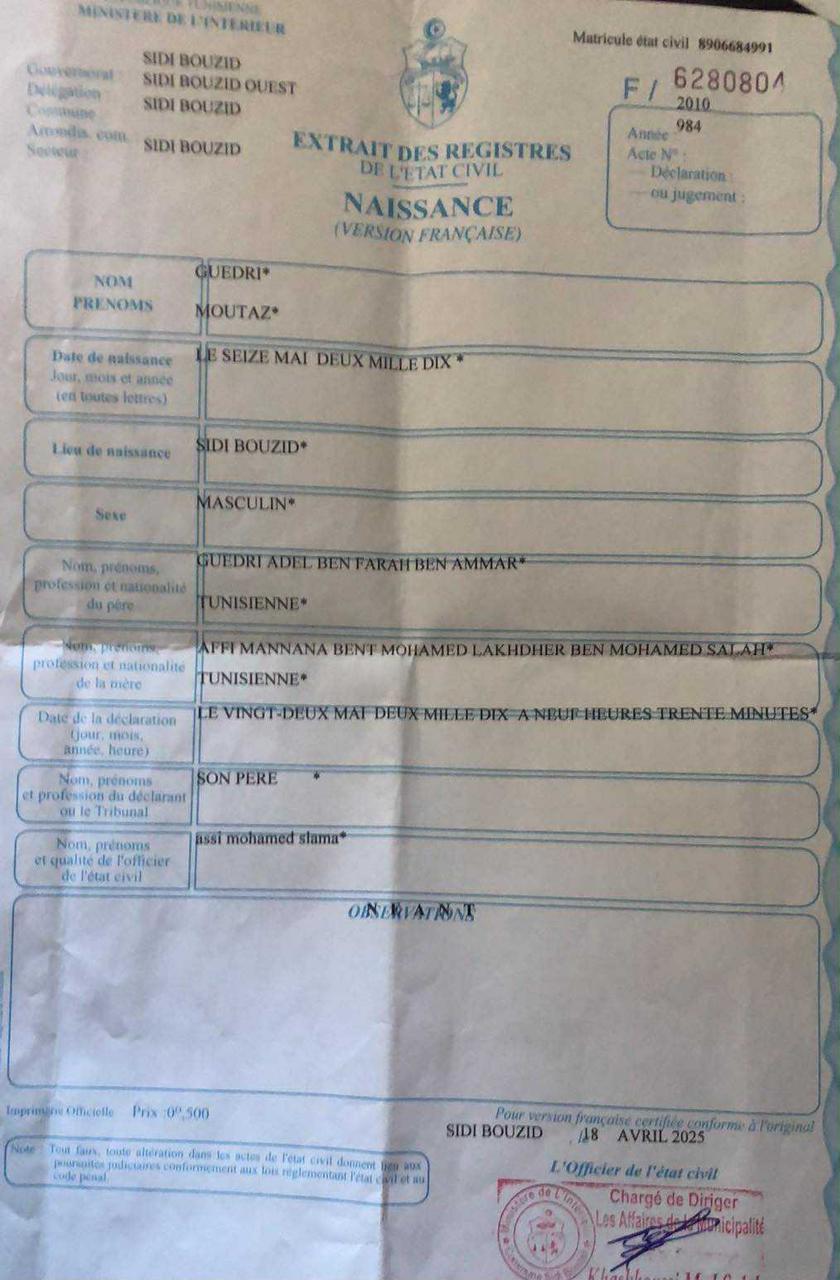 RÉPUBLIQUE TUNISIENNE
MINISTÈRE DE L'INTÉRIEUR
Matricule état civil 8906684991
Gouvernorat : SIDI BOUZID
Délégation : SIDI BOUZID OUEST
Commune : SIDI BOUZID
Arrondis. com.
Secteur : SIDI BOUZID
F / 6280804
2010
Année 984
Acte N° :
— Déclaration :
— ou jugement :
EXTRAIT DES REGISTRES
DE L'ETAT CIVIL
NAISSANCE
(VERSION FRANÇAISE)
NOM GUEDRI*
PRENOMS MOUTAZ*
Date de naissance LE SEIZE MAI DEUX MILLE DIX *
Jour, mois et année
(en toutes lettres)
Lieu de naissance SIDI BOUZID*
Sexe MASCULIN*
Nom, prénoms, GUEDRI ADEL BEN FARAH BEN AMMAR*
profession et nationalité
du père TUNISIENNE*
Nom, prénoms, AFFI MANNANA BENT MOHAMED LAKHDHER BEN MOHAMED SALAH*
profession et nationalité
de la mère TUNISIENNE*
Date de la déclaration LE VINGT-DEUX MAI DEUX MILLE DIX A NEUF HEURES TRENTE MINUTES*
(jour, mois,
année, heure)
Nom, prénoms SON PERE *
et profession du déclarant
ou le Tribunal
Nom, prénoms assi mohamed slama*
et qualité de l'officier
de l'état civil
OBSERVATIONS
N E A N T
Imprimerie Officielle Prix :0ᴰ,500
Pour version française certifiée conforme à l'original
SIDI BOUZID ,18 AVRIL 2025
Note : Tout faux, toute altération dans les actes de l'état civil donnent lieu aux
poursuites judiciaires conformement aux lois réglementant l'état civil et au
code penal.
L'Officier de l'état civil
Chargé de Diriger
Les Affaires de la Municipalité